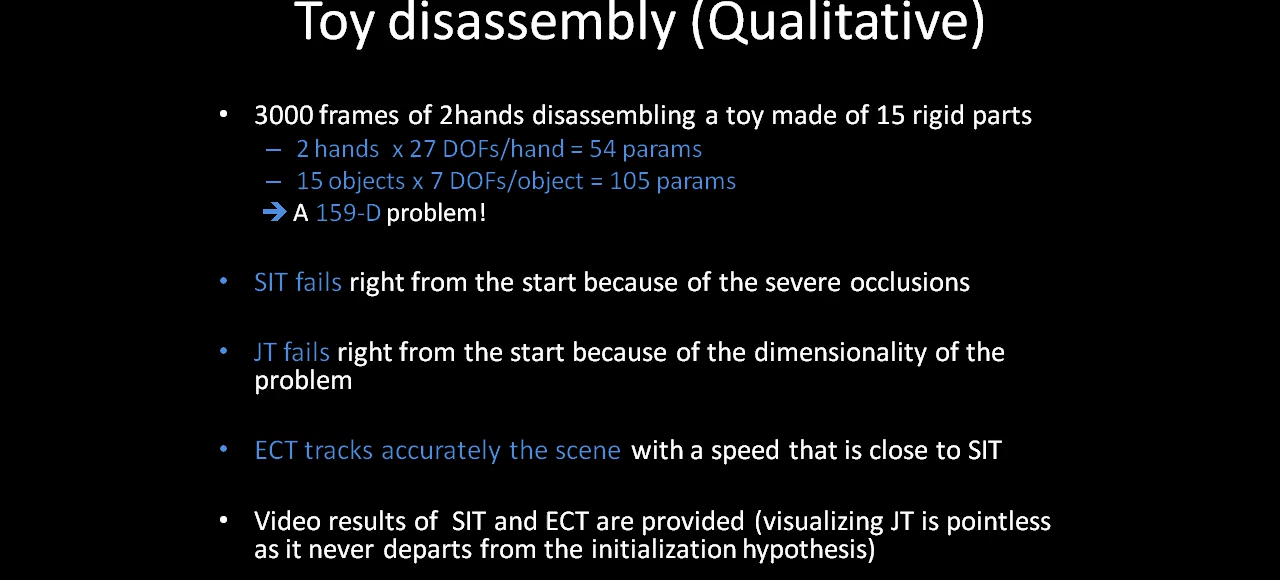 Toy disassembly (Qualitative)
• 3000 frames of 2hands disassembling a toy made of 15 rigid parts
– 2 hands x 27 DOFs/hand = 54 params
– 15 objects x 7 DOFs/object = 105 params
➔ A 159-D problem!
• SIT fails right from the start because of the severe occlusions
• JT fails right from the start because of the dimensionality of the
problem
• ECT tracks accurately the scene with a speed that is close to SIT
• Video results of SIT and ECT are provided (visualizing JT is pointless
as it never departs from the initialization hypothesis)